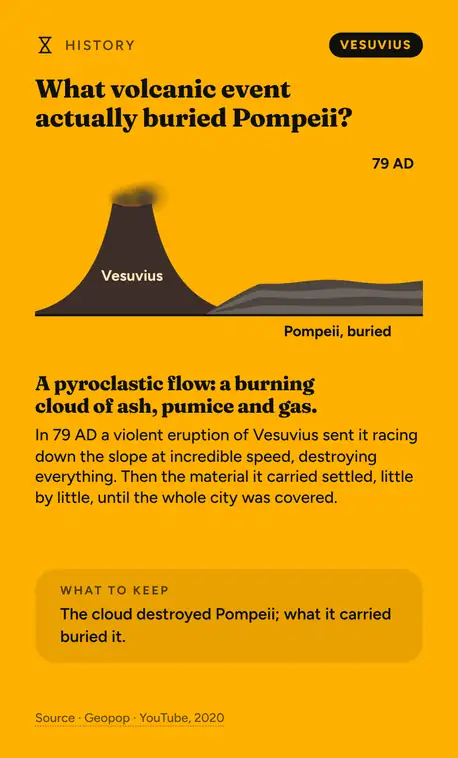 HISTORY
VESUVIUS
What volcanic event
actually buried Pompeii?
79 AD
Vesuvius
Pompeii, buried
A pyroclastic flow: a burning
cloud of ash, pumice and gas.
In 79 AD a violent eruption of Vesuvius sent it racing
down the slope at incredible speed, destroying
everything. Then the material it carried settled, little
by little, until the whole city was covered.
WHAT TO KEEP
The cloud destroyed Pompeii; what it carried
buried it.
Source · Geopop · YouTube, 2020